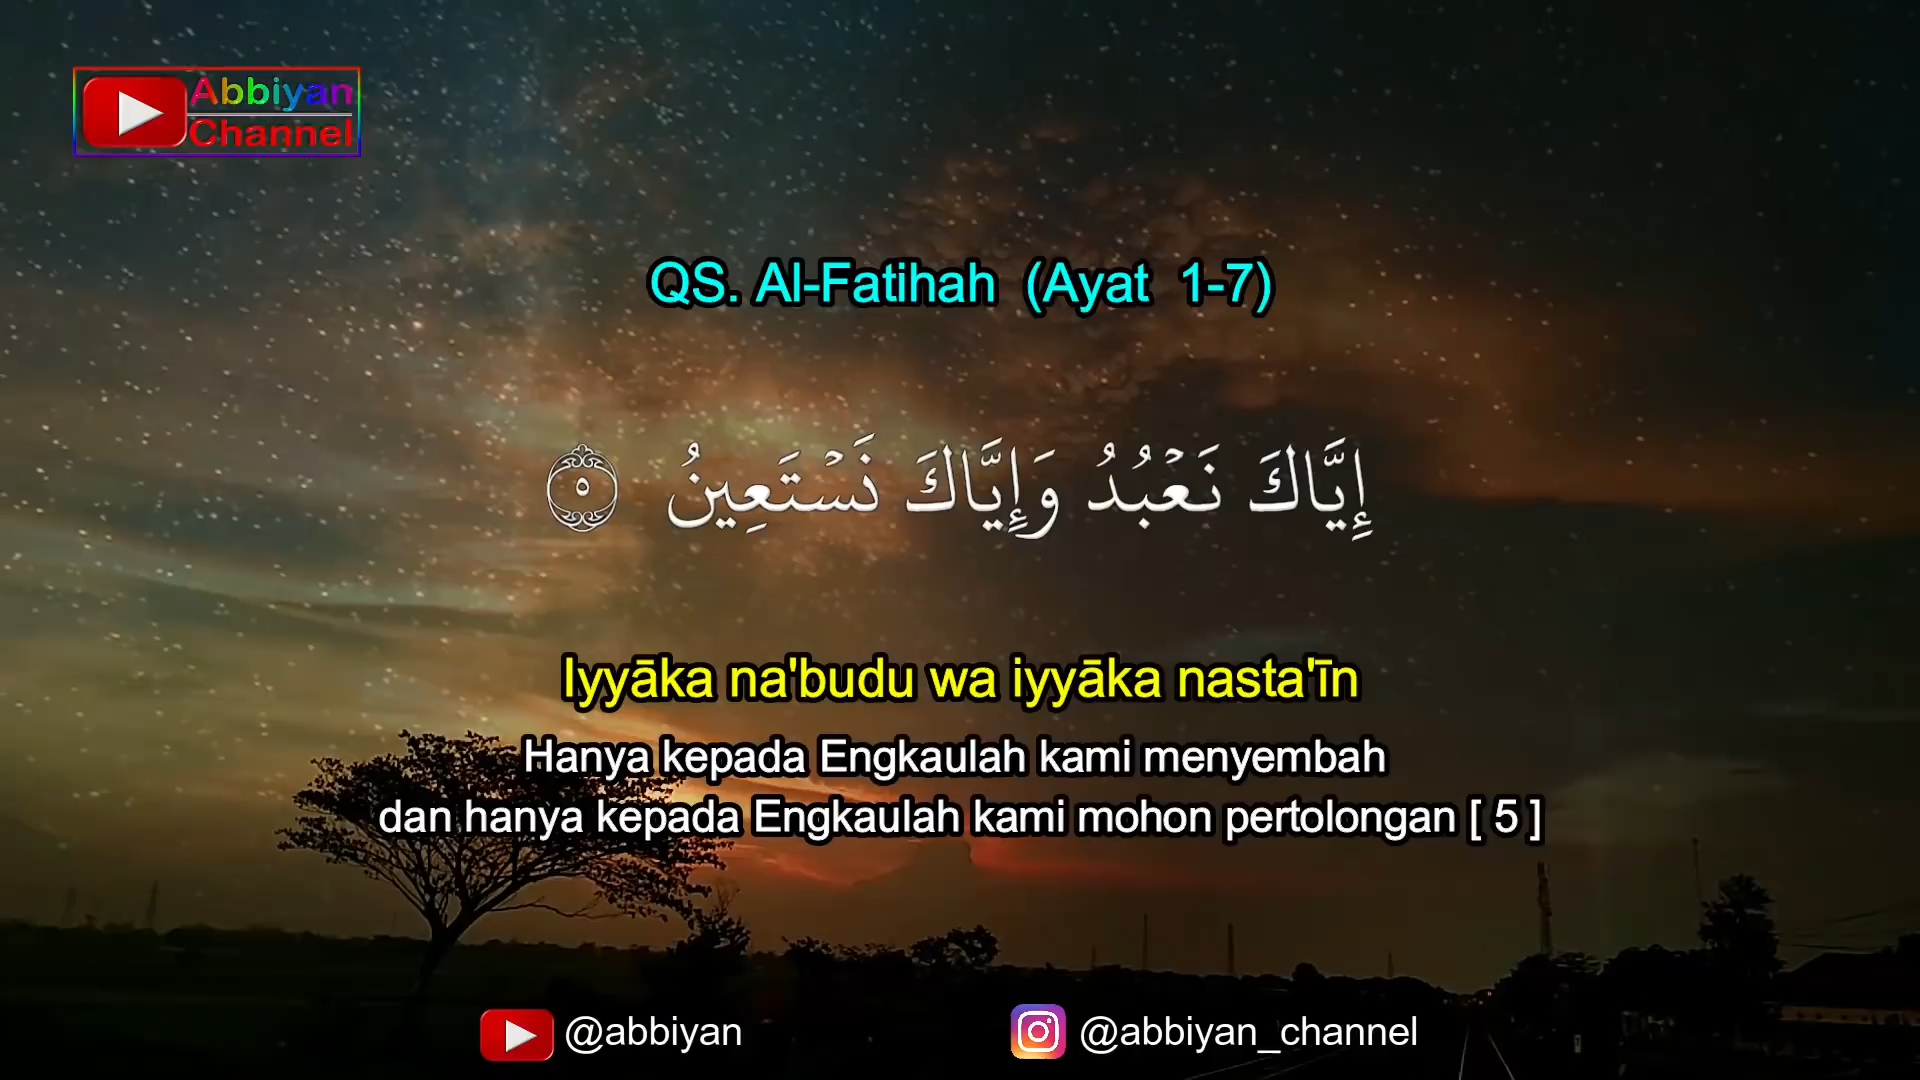 Abbiyan
Channel
QS. Al-Fatihah (Ayat 1-7)
إِيَّاكَ نَعْبُدُ وَإِيَّاكَ نَسْتَعِينُ ٥
Iyyāka na'budu wa iyyāka nasta'īn
Hanya kepada Engkaulah kami menyembah
dan hanya kepada Engkaulah kami mohon pertolongan [ 5 ]
@abbiyan
@abbiyan_channel